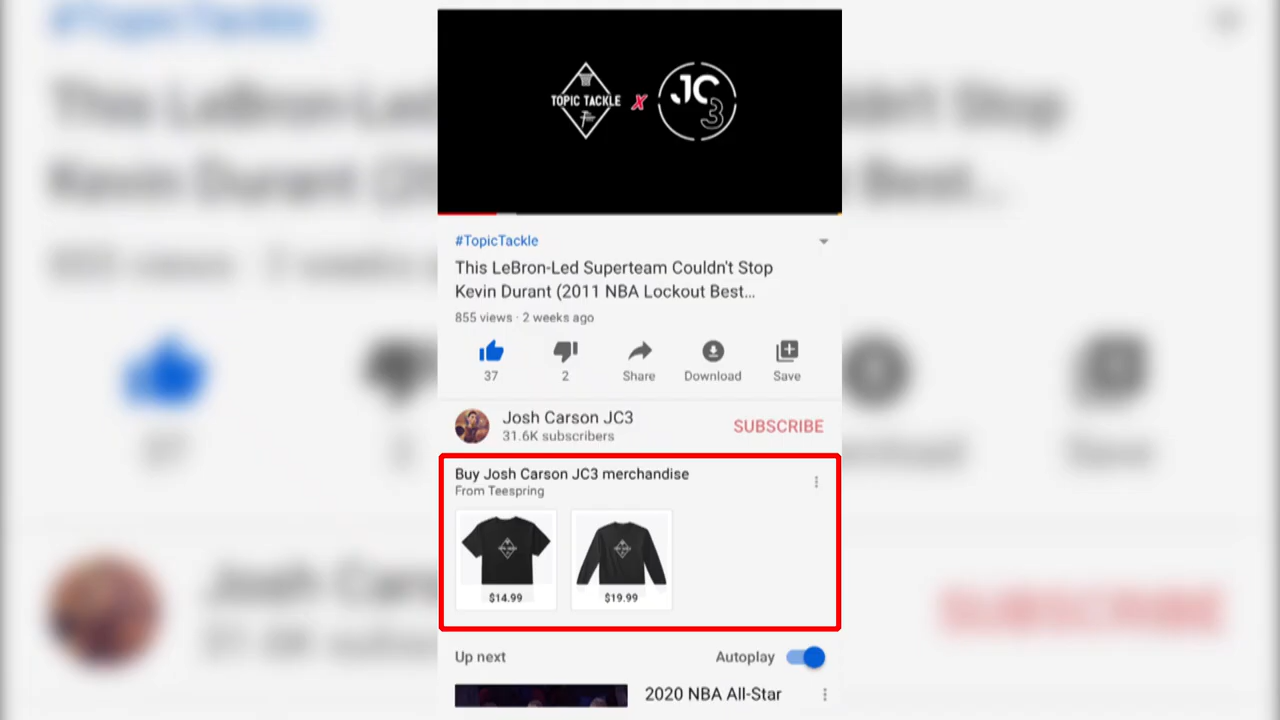 TOPIC TACKLE X JC
3
#TopicTackle
This LeBron-Led Superteam Couldn't Stop
Kevin Durant (2011 NBA Lockout Best...
855 views · 2 weeks ago
37 2 Share Download Save
Josh Carson JC3
31.6K subscribers
SUBSCRIBE
Buy Josh Carson JC3 merchandise
From Teespring
$14.99 $19.99
Up next Autoplay
2020 NBA All-Star